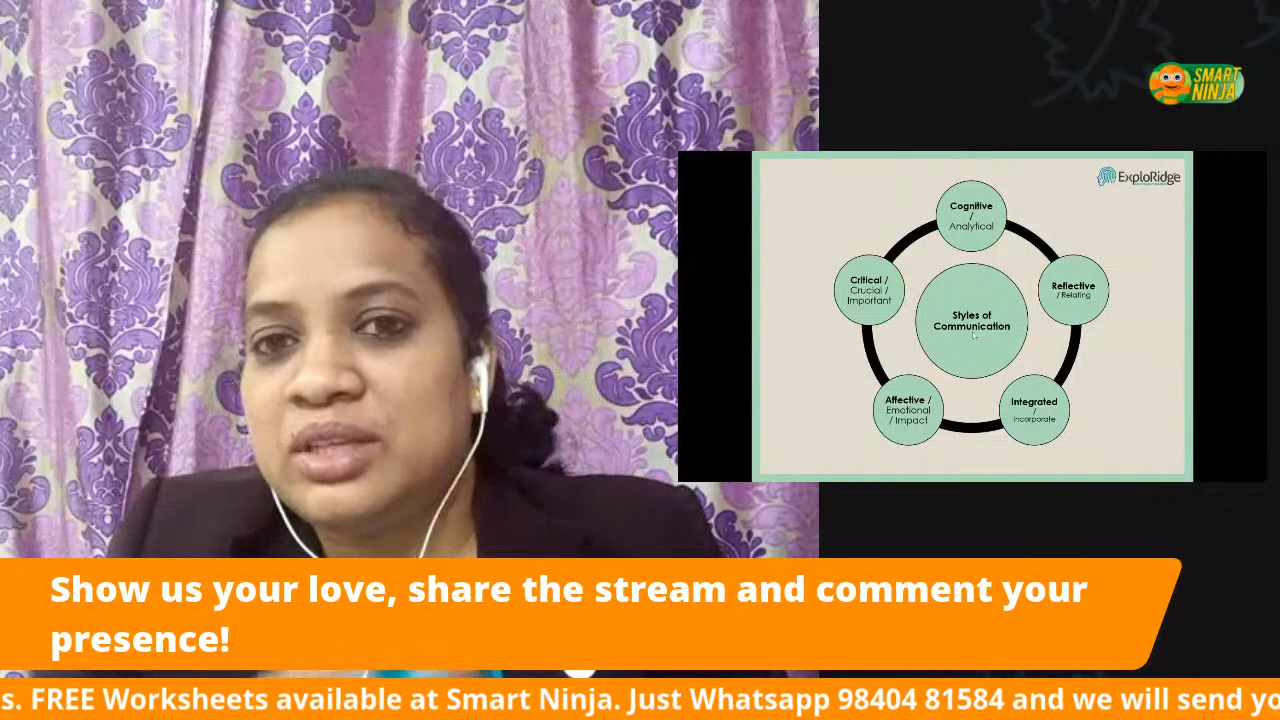 SMART
NINJA
ExploRidge
Cognitive
/
Analytical
Critical /
Crucial /
Important
Reflective
/ Relating
Styles of
Communication
Affective /
Emotional
/ Impact
Integrated
/
Incorporate
Show us your love, share the stream and comment your
presence!
s. FREE Worksheets available at Smart Ninja. Just Whatsapp 98404 81584 and we will send yo